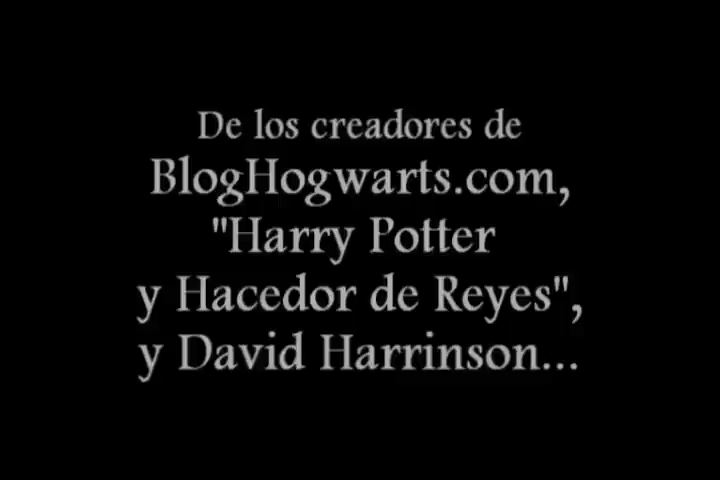 De los creadores de
BlogHogwarts.com,
"Harry Potter
y Hacedor de Reyes",
y David Harrinson...